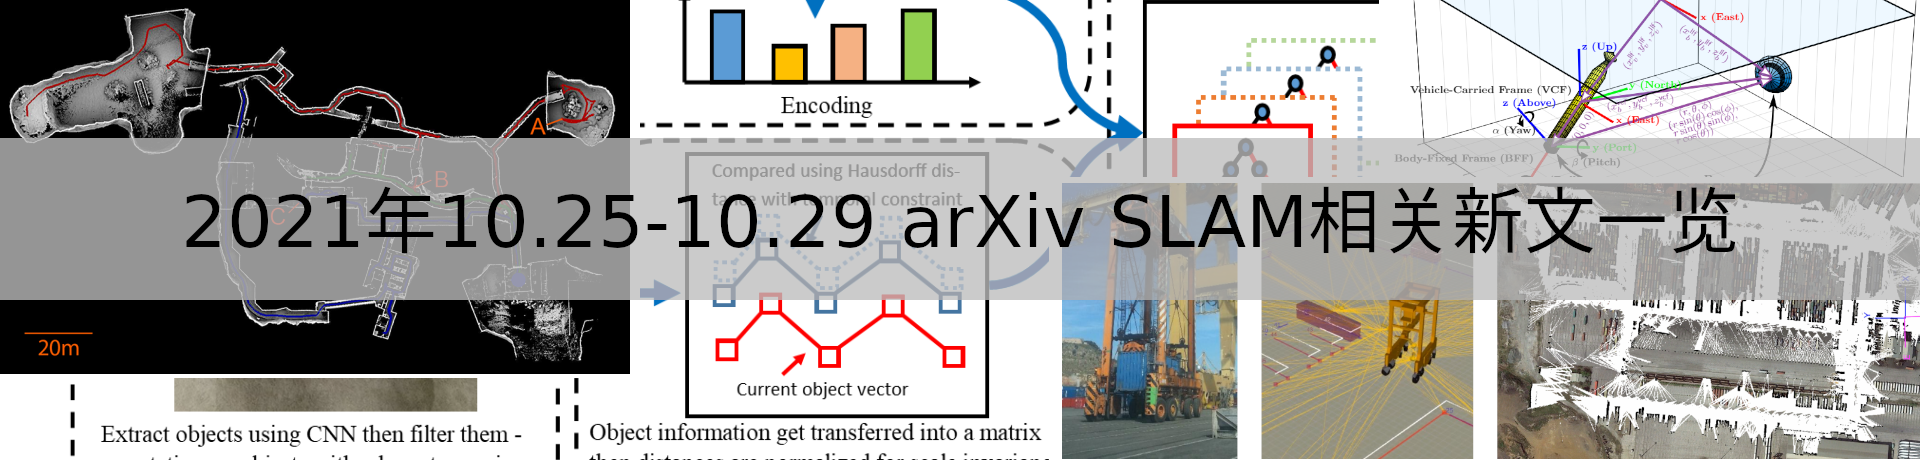 2021年10.25-10.29 arXiv SLAM相关新文一览
A
B
C
20m
Encoding
Compared using Hausdorff dis-
tance with temporal constraint
Current object vector
Extract objects using CNN then filter them -
Object information get transferred into a matrix
x (East)
z (Up)
Vehicle-Carried Frame (VCF)
y (North)
z (Above)
x (East)
α (Yaw)
y (Port)
Body-Fixed Frame (BFF)
β (Pitch)